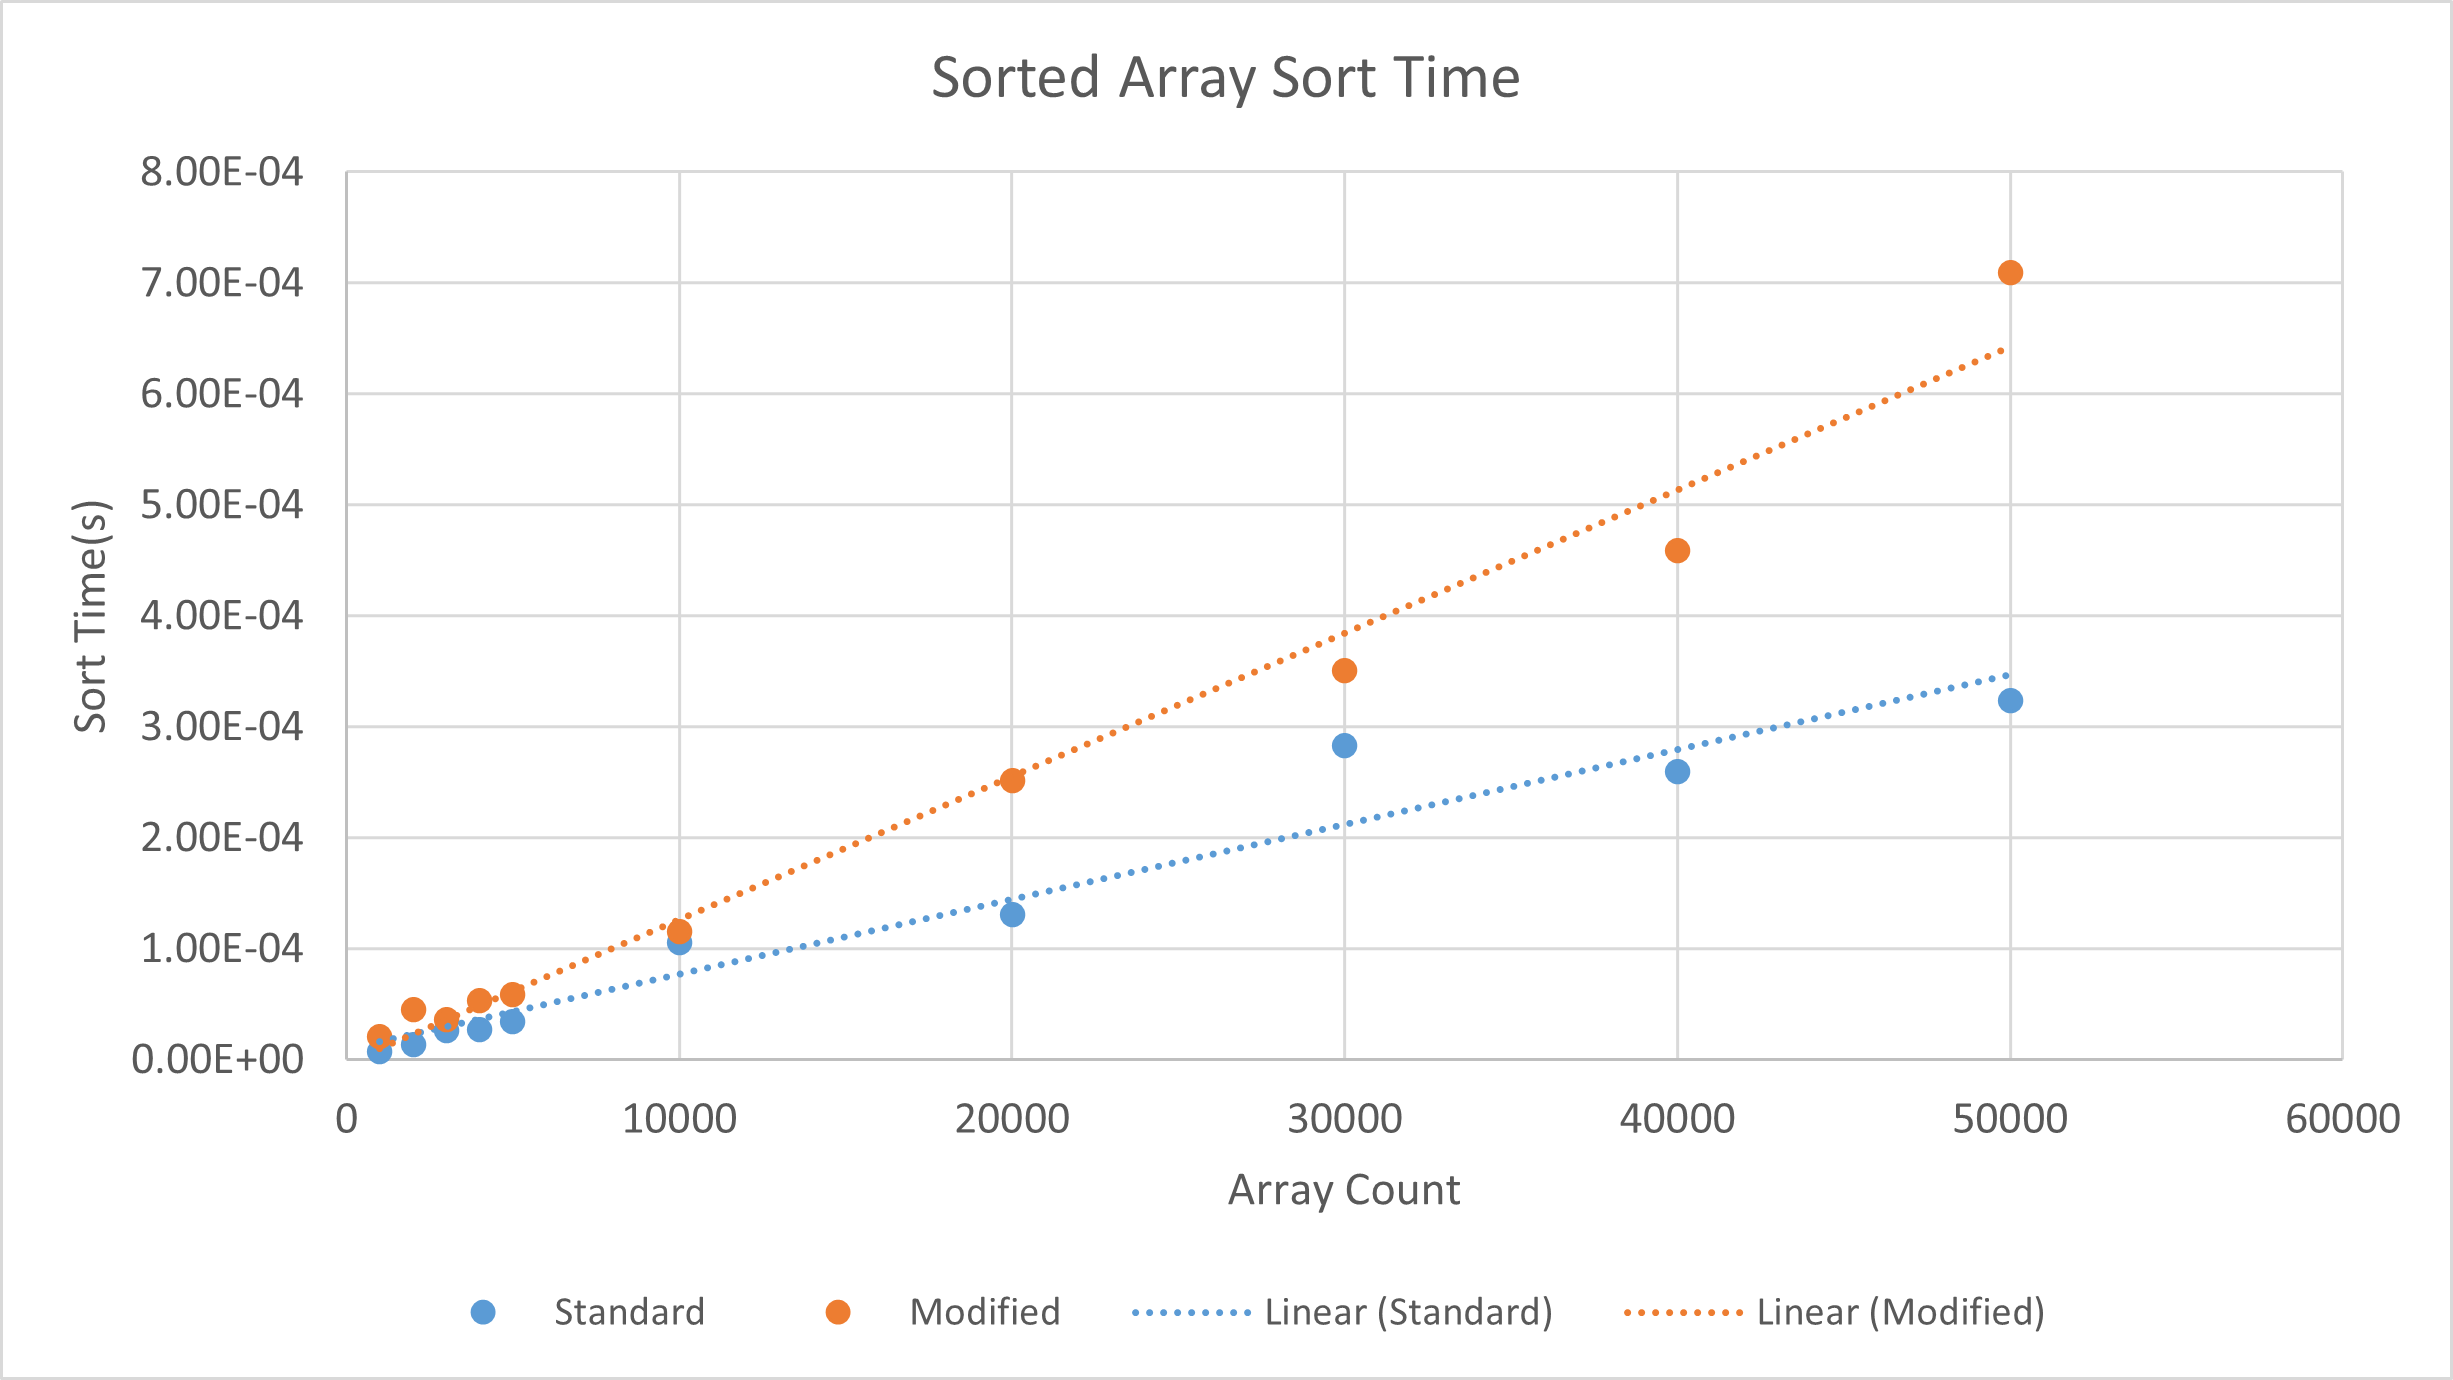 Sorted Array Sort Time
8.00E-04
7.00E-04
6.00E-04
5.00E-04
4.00E-04
3.00E-04
2.00E-04
1.00E-04
0.00E+00
Sort Time(s)
0 10000 20000 30000 40000 50000 60000
Array Count
Standard Modified Linear (Standard) Linear (Modified)